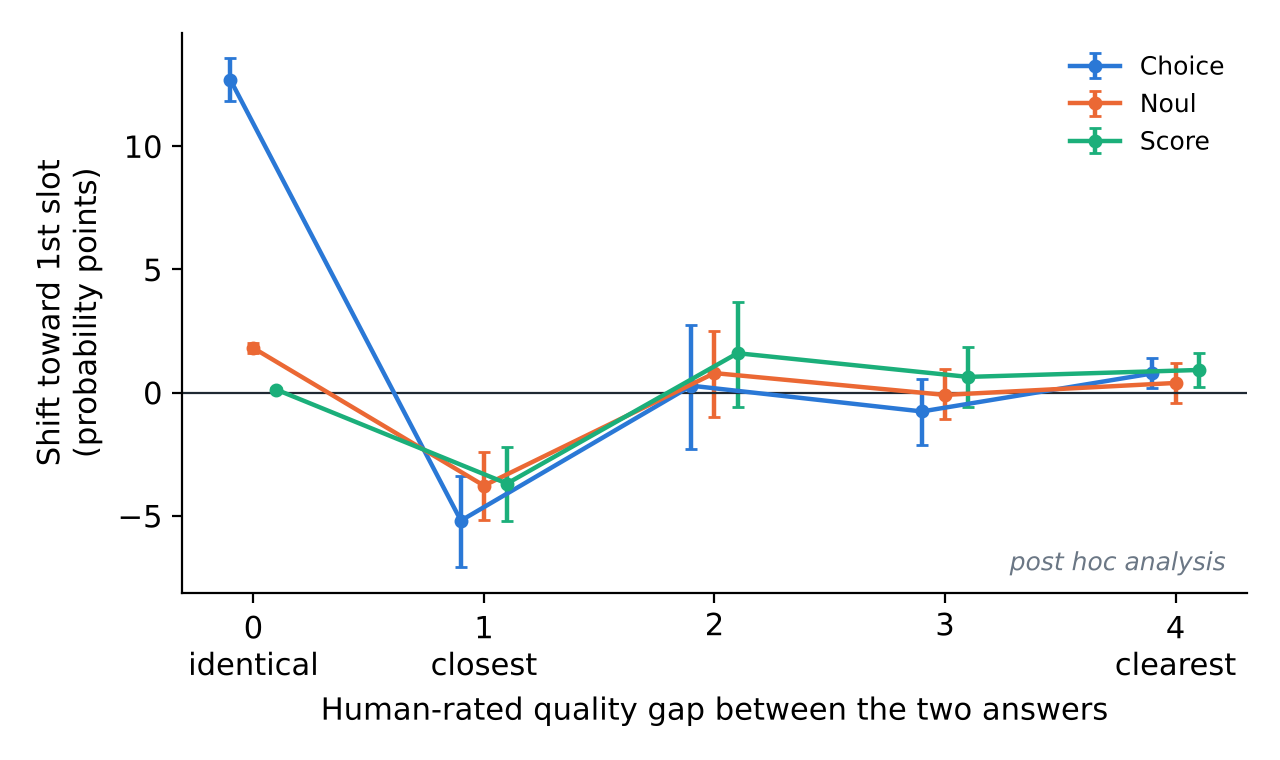 Shift toward 1st slot
(probability points)
10
5
0
−5
Choice
Noul
Score
post hoc analysis
0 1 2 3 4
identical closest clearest
Human-rated quality gap between the two answers